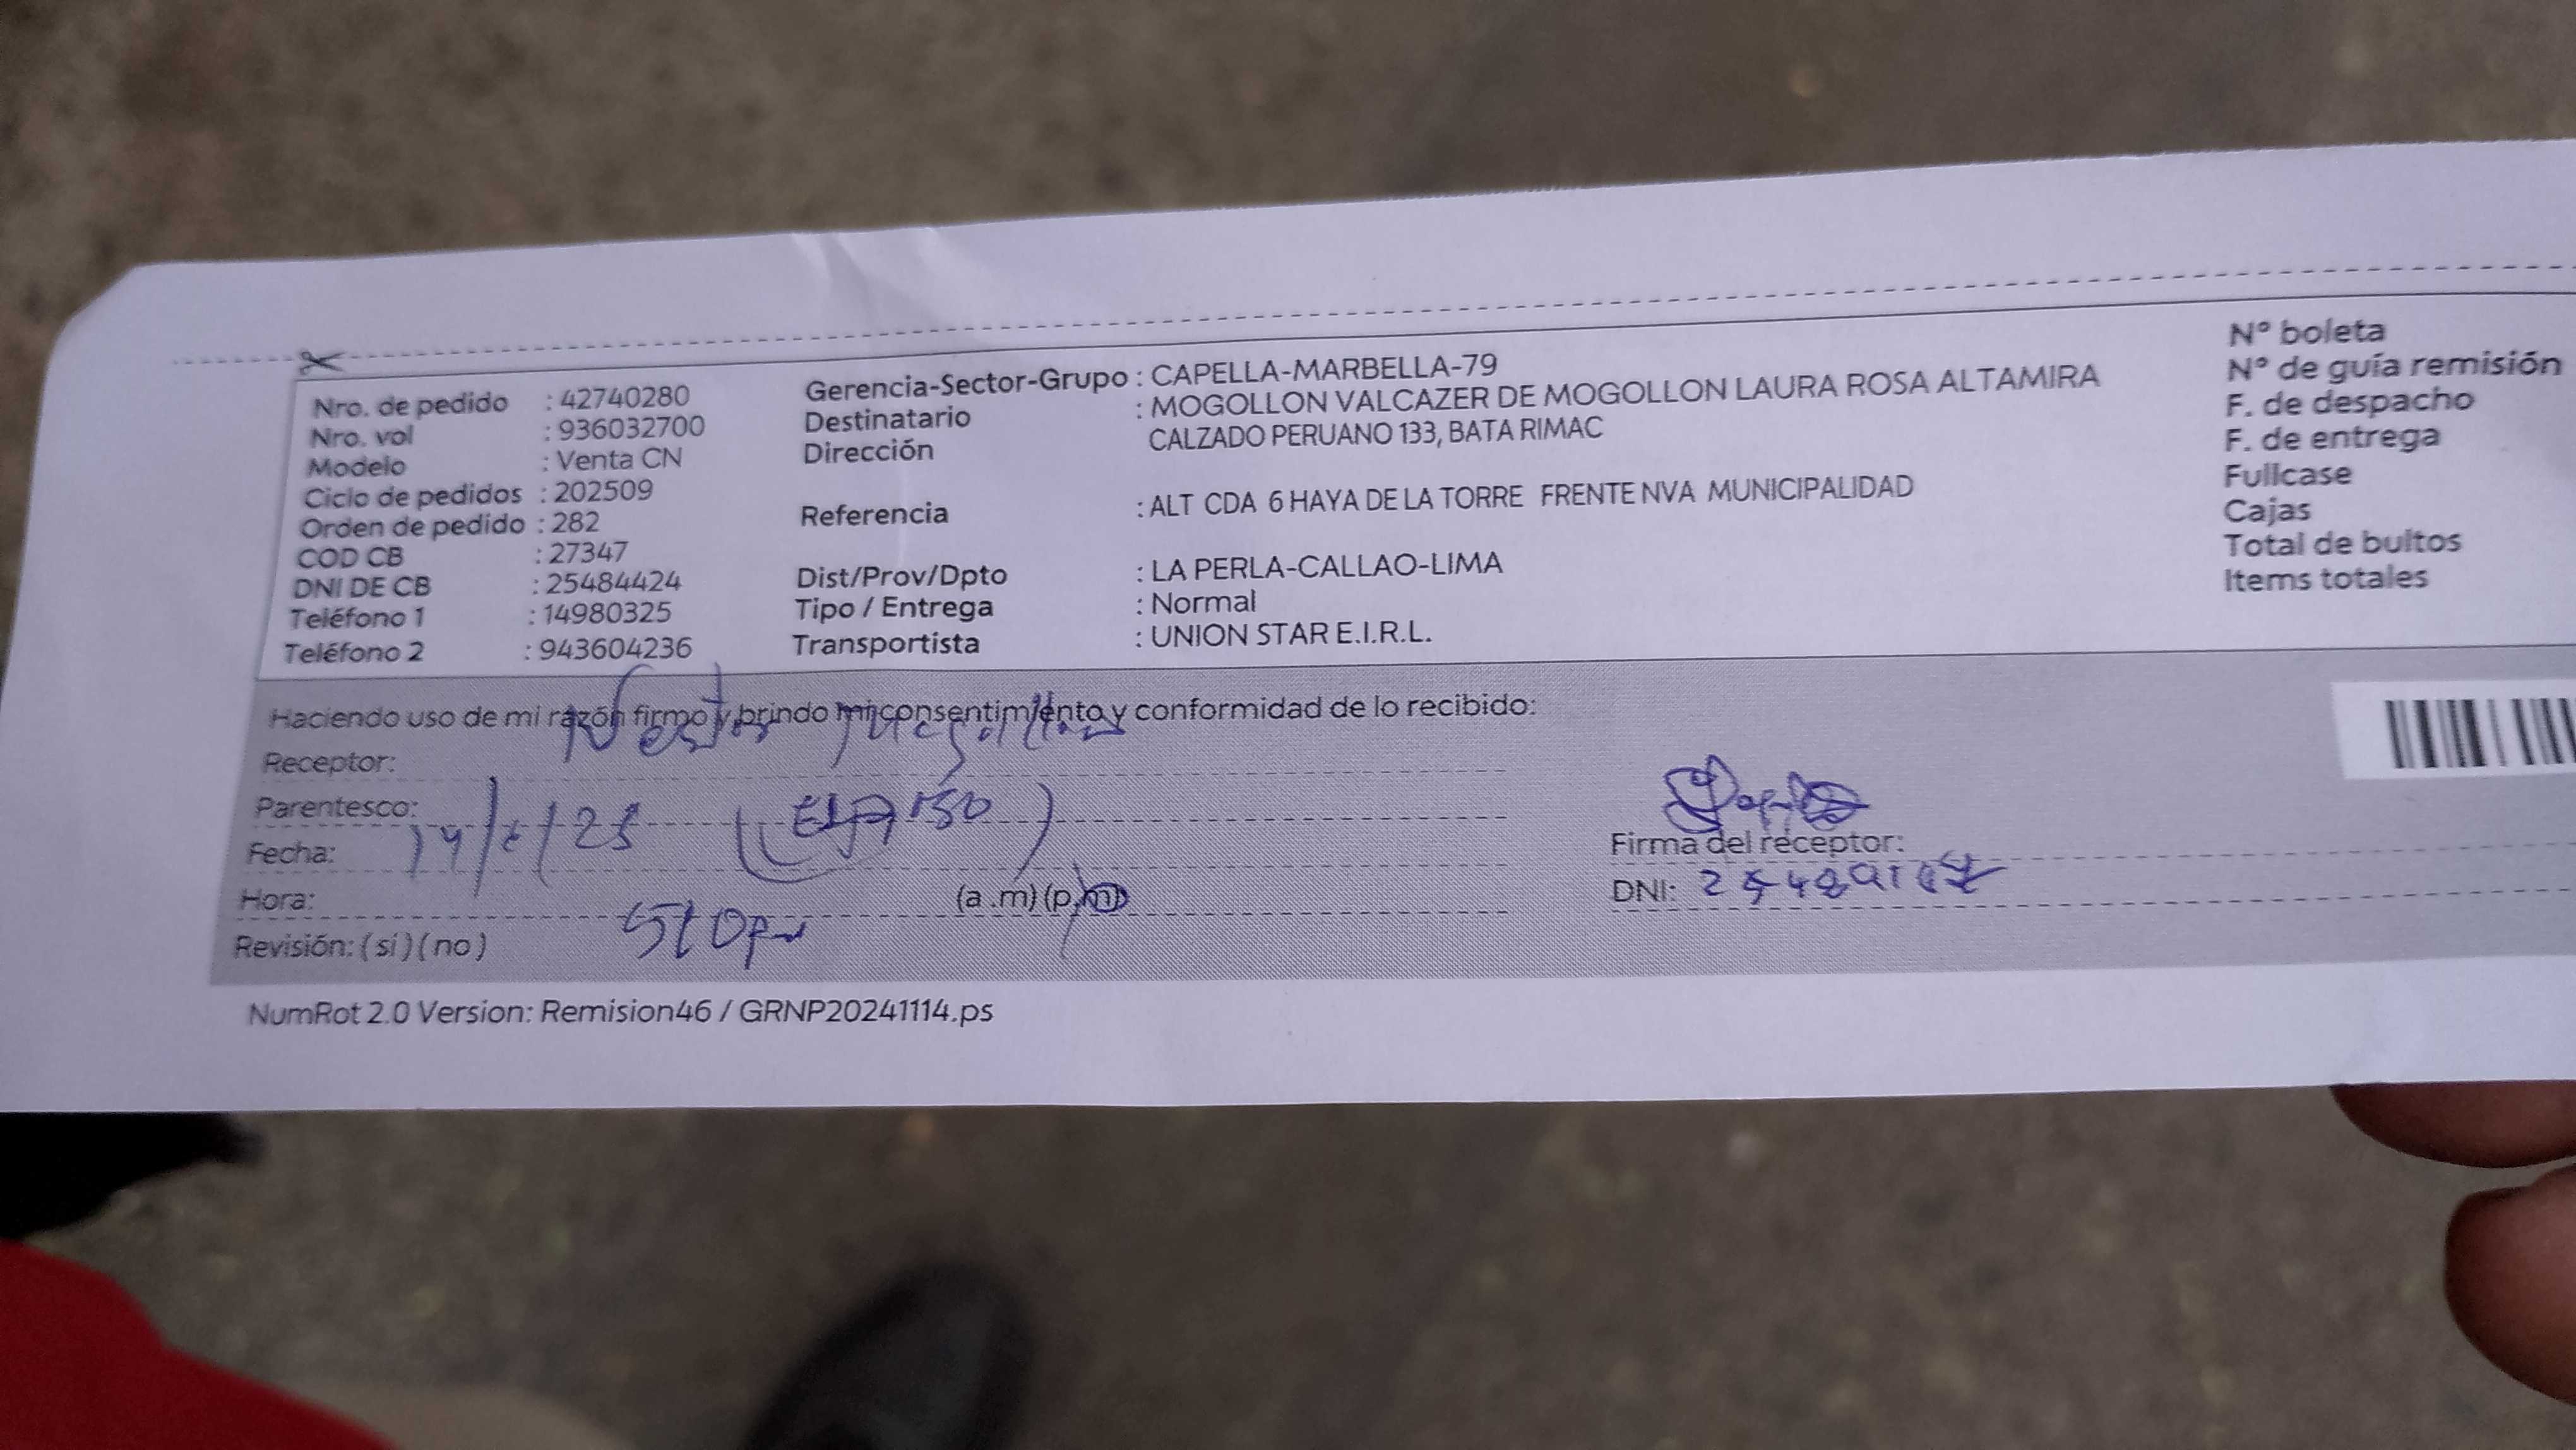 Nro. de pedido : 42740280
Nro. vol : 936032700
Modelo : Venta CN
Ciclo de pedidos : 202509
Orden de pedido : 282
COD CB : 27347
DNI DE CB : 25484424
Teléfono 1 : 14980325
Teléfono 2 : 943604236
Gerencia-Sector-Grupo : CAPELLA-MARBELLA-79
Destinatario : MOGOLLON VALCAZER DE MOGOLLON LAURA ROSA ALTAMIRA
Dirección CALZADO PERUANO 133, BATA RIMAC
Referencia : ALT CDA 6 HAYA DE LA TORRE FRENTE NVA MUNICIPALIDAD
Dist/Prov/Dpto : LA PERLA-CALLAO-LIMA
Tipo / Entrega : Normal
Transportista : UNION STAR E.I.R.L.
N° boleta
N° de guía remisión
F. de despacho
F. de entrega
Fullcase
Cajas
Total de bultos
Items totales
Haciendo uso de mi razón firmo y brindo mi consentimiento y conformidad de lo recibido:
Receptor:
Parentesco:
Fecha:
Hora: (a .m) (p.m)
Revisión: ( si ) ( no )
Firma del receptor:
DNI:
NumRot 2.0 Version: Remision46 / GRNP20241114.ps